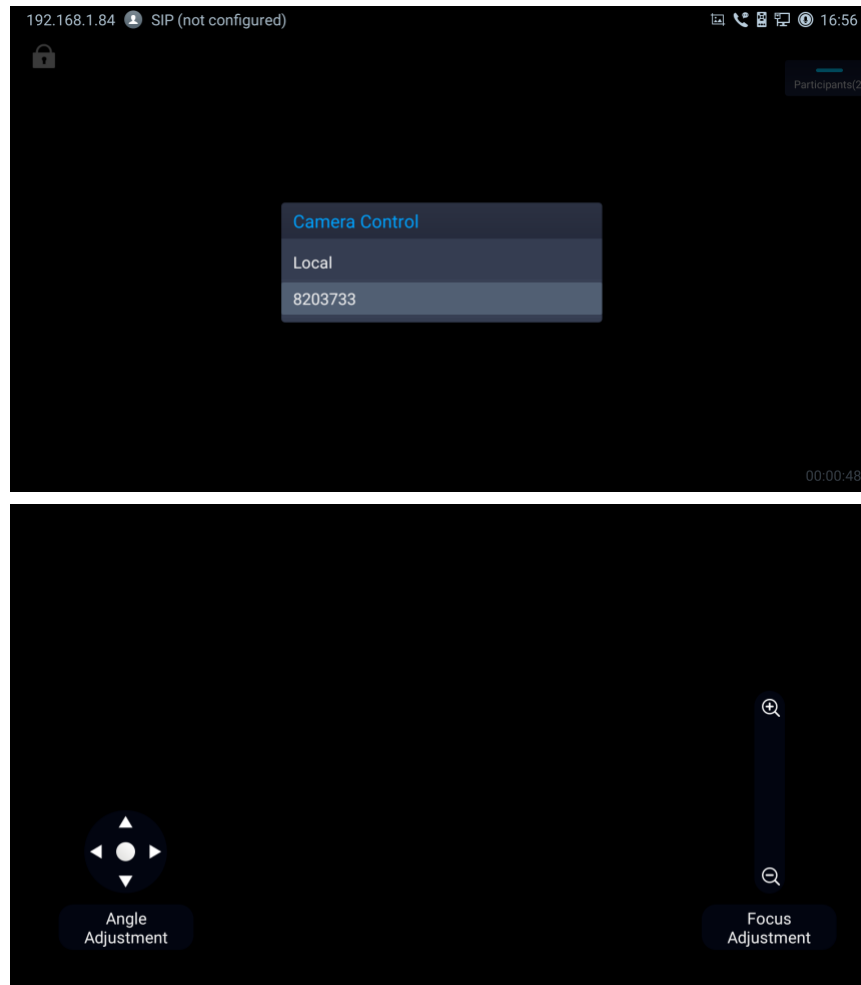 192.168.1.84 SIP (not configured) 16:56
Participants(2
Camera Control
Local
8203733
00:00:48
Angle
Adjustment
Focus
Adjustment